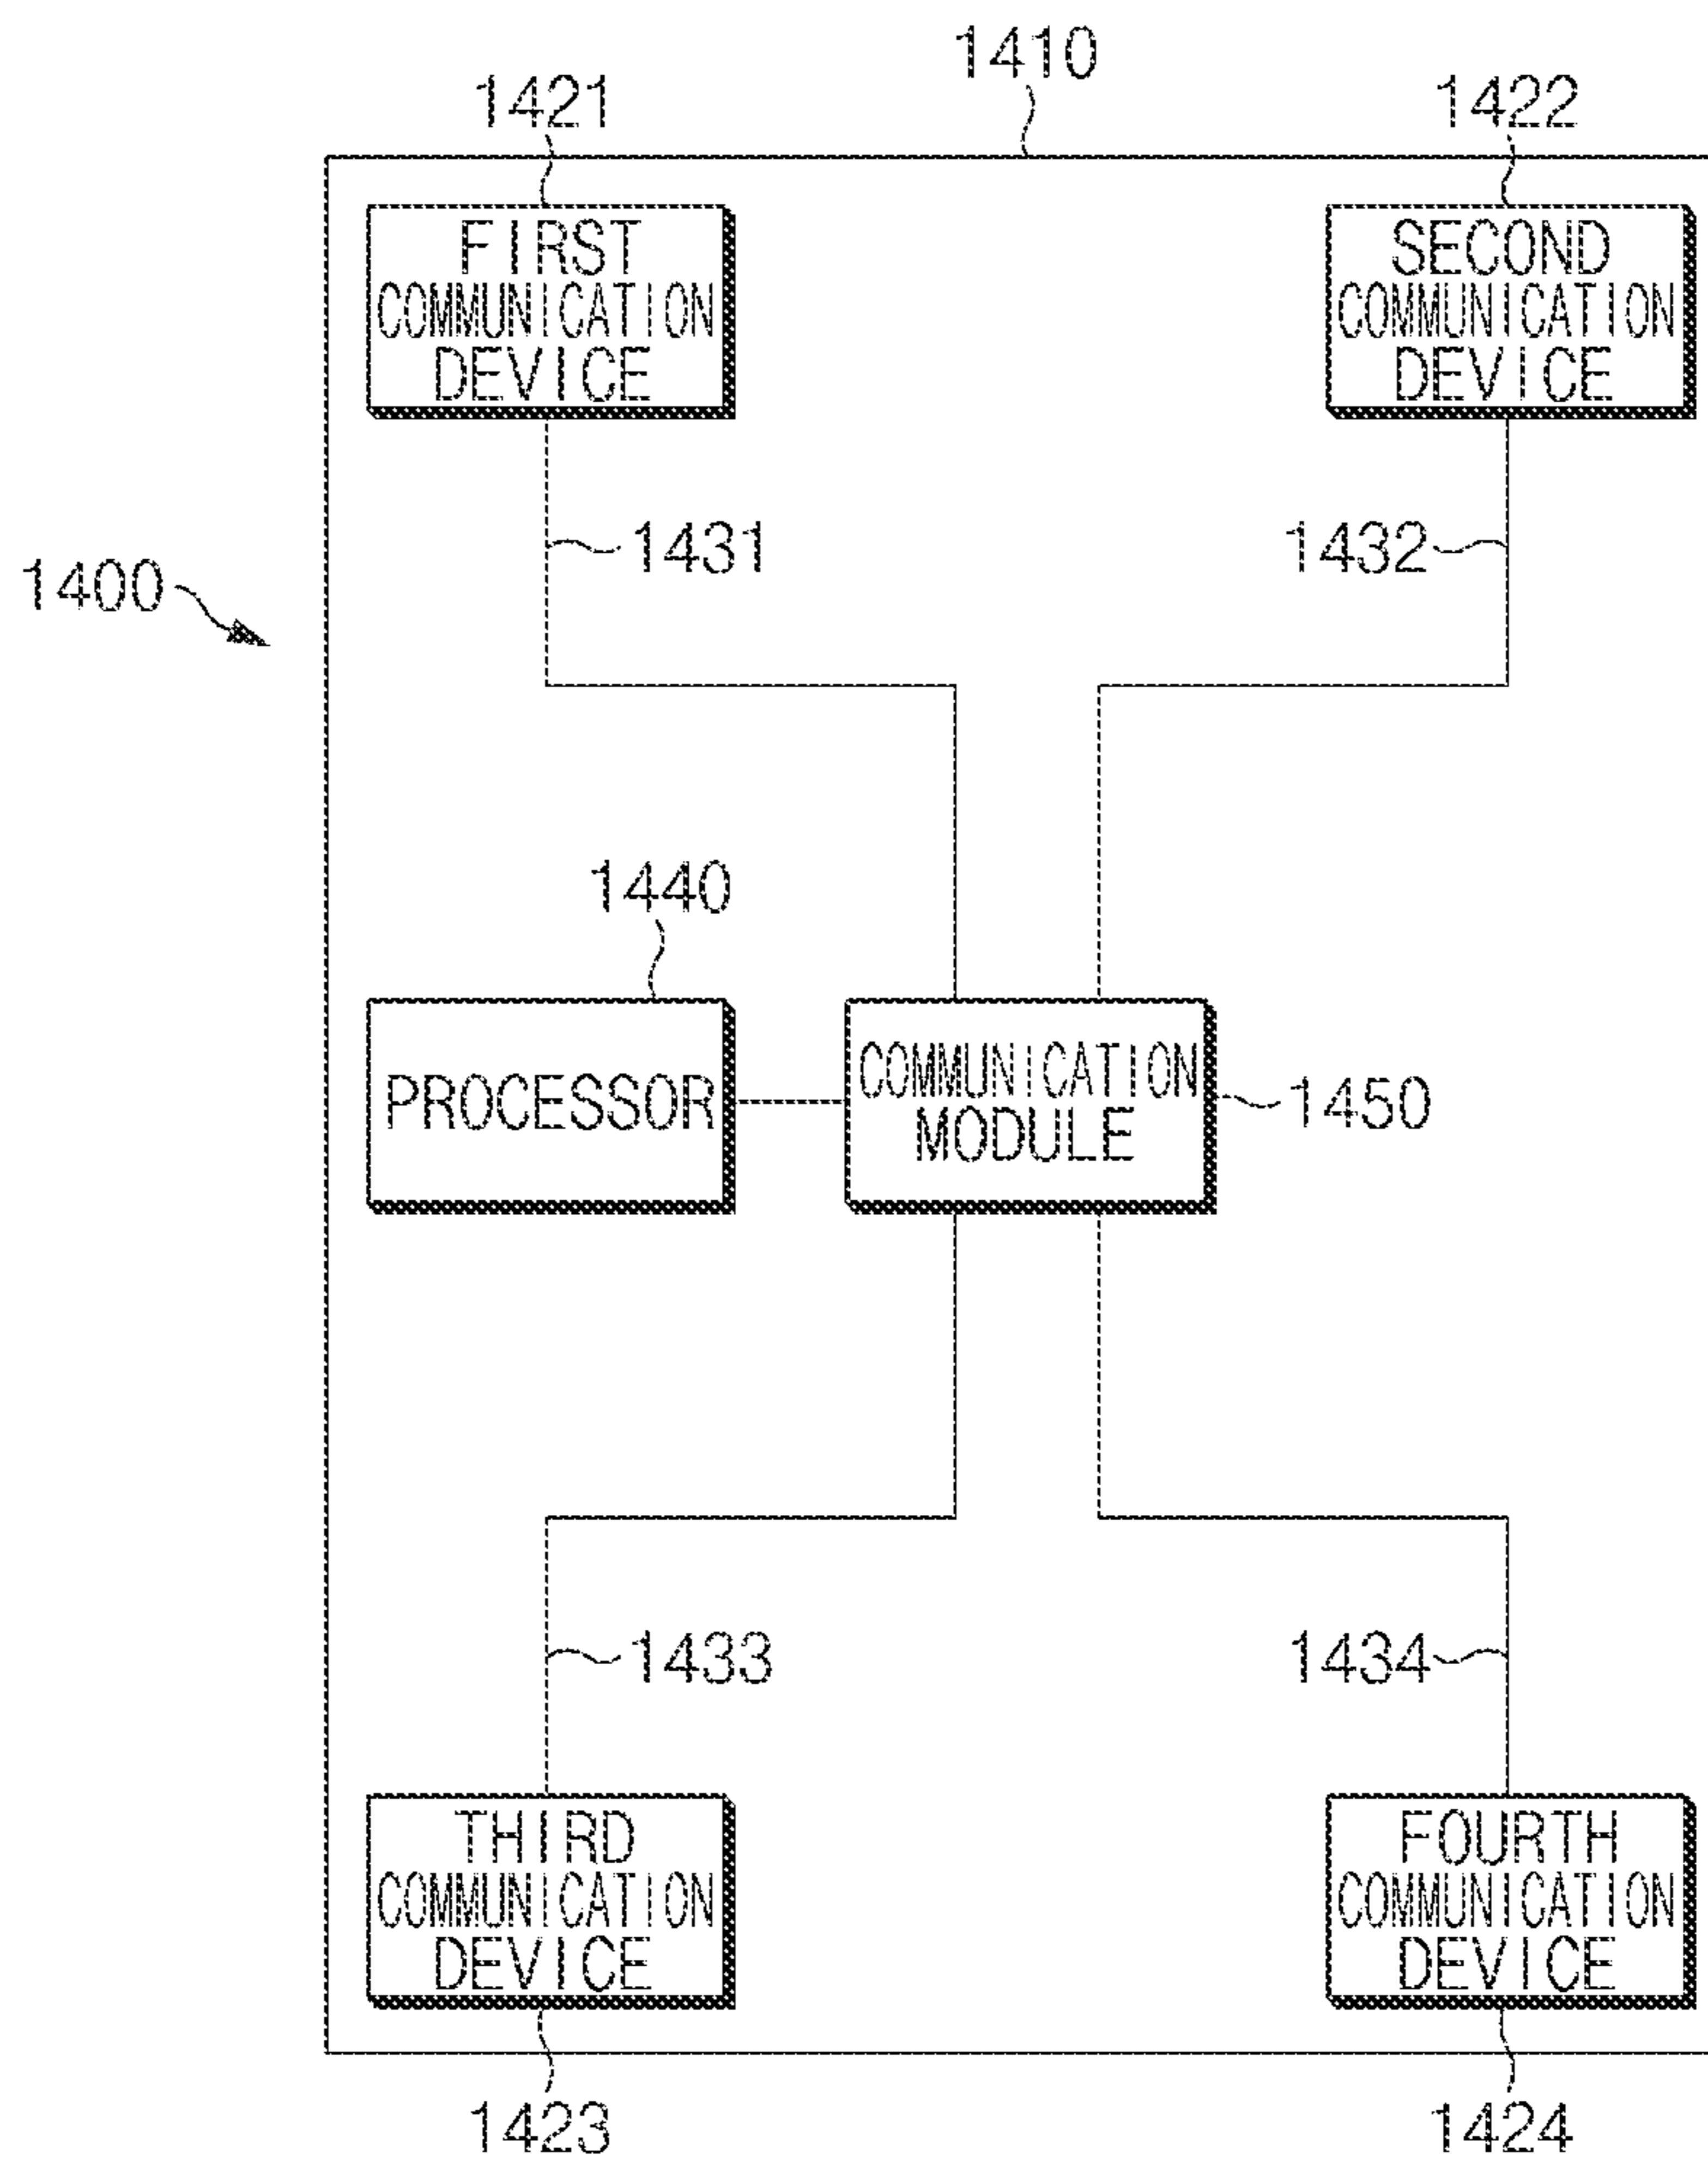 1410
1421
1422
FIRST
COMMUNICATION
DEVICE
SECOND
COMMUNICATION
DEVICE
1431
1432
1400
1440
PROCESSOR
COMMUNICATION
MODULE
1450
1433
1434
THIRD
COMMUNICATION
DEVICE
FOURTH
COMMUNICATION
DEVICE
1423
1424